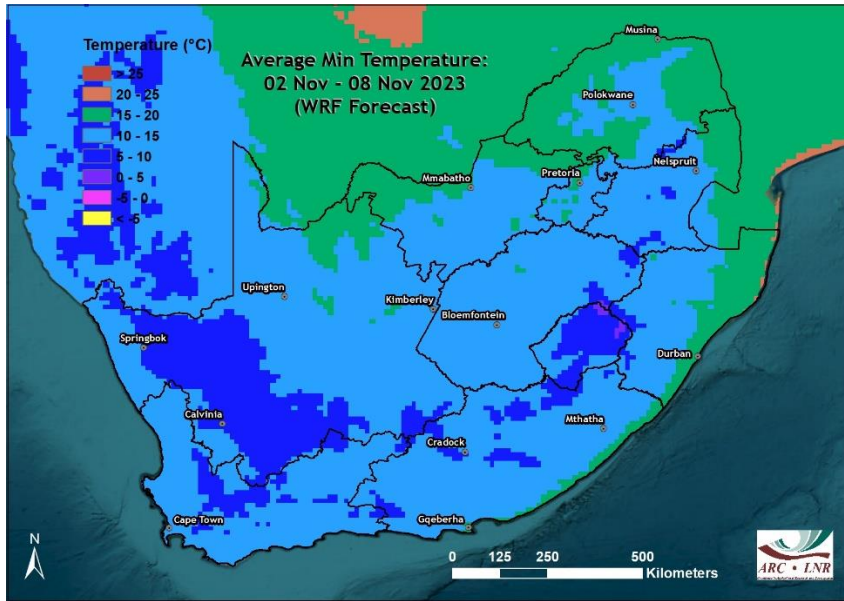 Temperature (°C)
> 25
20 - 25
15 - 20
10 - 15
5 - 10
0 - 5
-5 - 0
< -5
Average Min Temperature:
02 Nov - 08 Nov 2023
(WRF Forecast)
Musina
Polokwane
Nelspruit
Pretoria
Mmabatho
Upington
Kimberley
Bloemfontein
Springbok
Durban
Calvinia
Mthatha
Cradock
Cape Town
Gqeberha
N
0 125 250 500
Kilometers
ARC • LNR